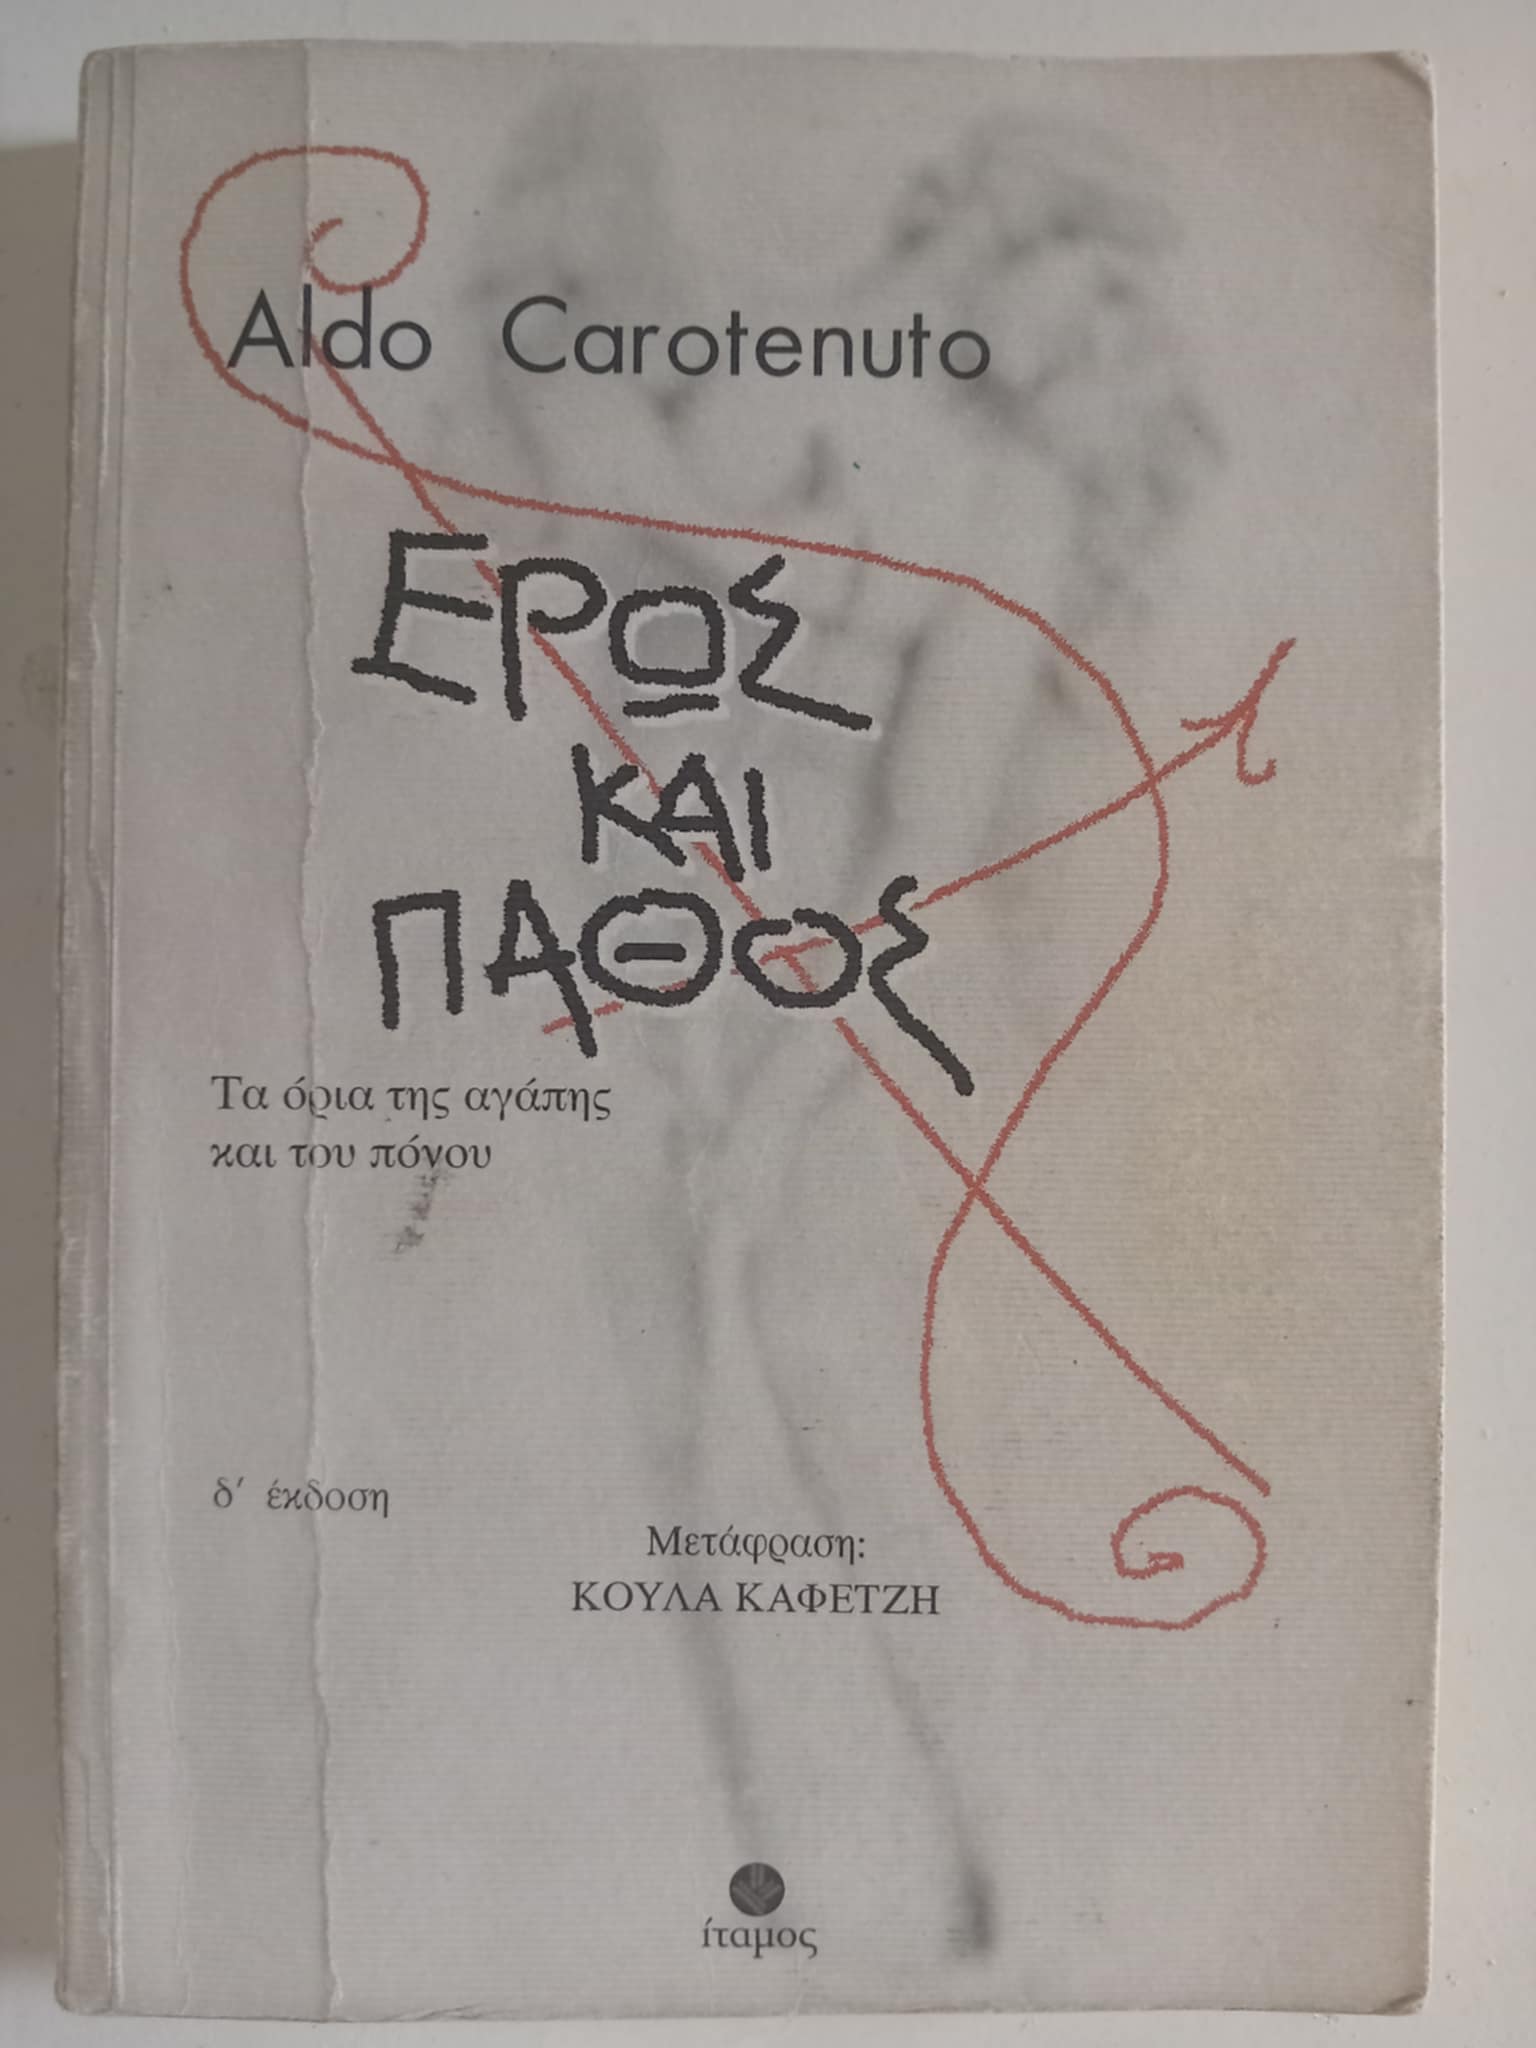 Aldo Carotenuto
ΕΡΩΣ
ΚΑΙ
ΠΑΘΟΣ
Τα όρια της αγάπης
και του πόνου
δ΄ έκδοση
Μετάφραση:
ΚΟΥΛΑ ΚΑΦΕΤΖΗ
ίταμος